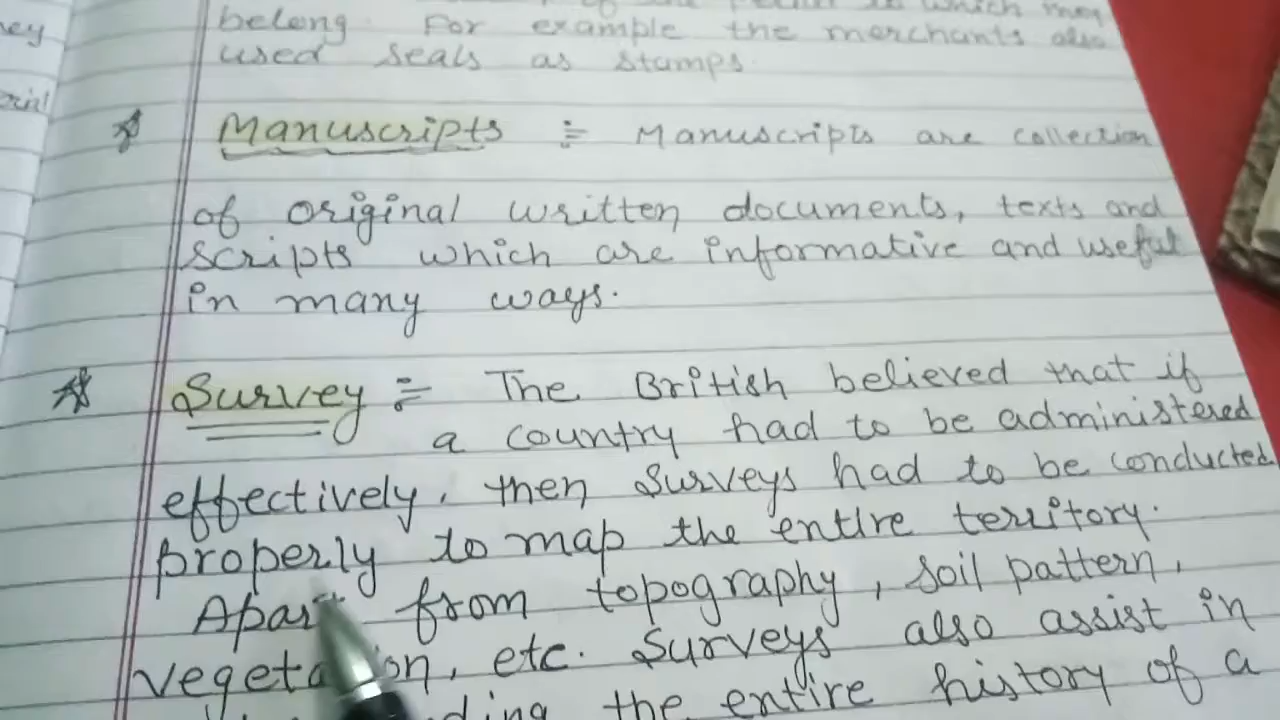 ey
belong. For example the merchants also
used seals as stamps.
Manuscripts := Manuscripts are collection
of original written documents, texts and
scripts which are informative and useful
in many ways.
Survey := The British believed that if
a country had to be administered
effectively, then surveys had to be conducted
properly to map the entire territory.
Apart from topography, soil pattern,
vegetation, etc. surveys also assist in
the entire history of a